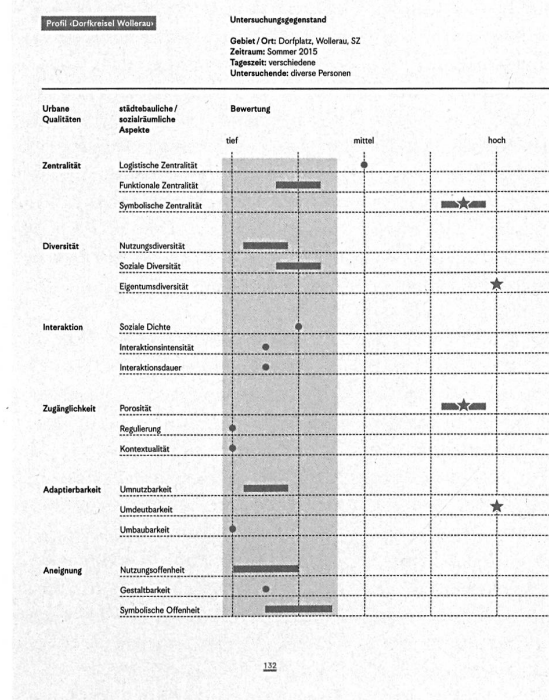 Profil ‹Dorfkreisel Wollerau›
Untersuchungsgegenstand
Gebiet / Ort: Dorfplatz, Wollerau, SZ
Zeitraum: Sommer 2015
Tageszeit: verschiedene
Untersuchende: diverse Personen
Urbane
Qualitäten
städtebauliche /
sozialräumliche
Aspekte
Bewertung
tief mittel hoch
Zentralität Logistische Zentralität
Funktionale Zentralität
Symbolische Zentralität
Diversität Nutzungsdiversität
Soziale Diversität
Eigentumsdiversität
Interaktion Soziale Dichte
Interaktionsintensität
Interaktionsdauer
Zugänglichkeit Porosität
Regulierung
Kontextualität
Adaptierbarkeit Umnutzbarkeit
Umdeutbarkeit
Umbaubarkeit
Aneignung Nutzungsoffenheit
Gestaltbarkeit
Symbolische Offenheit
132